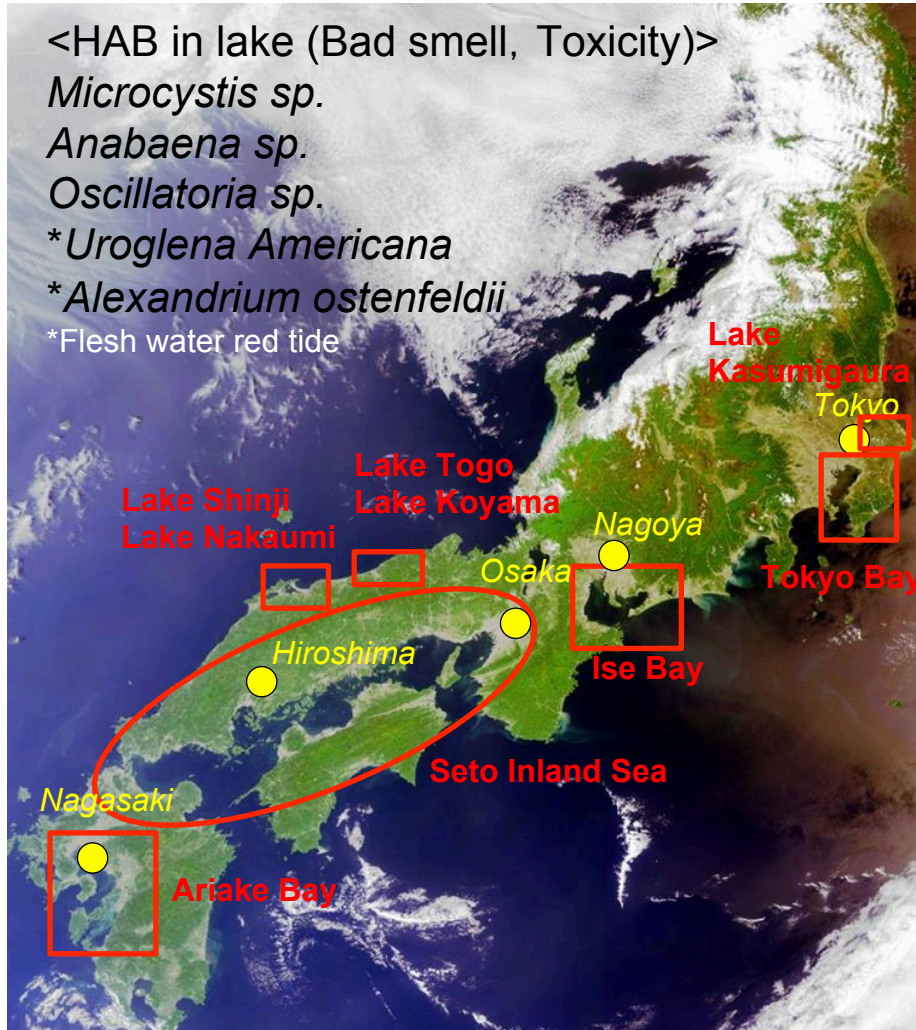 <HAB in lake (Bad smell, Toxicity)>
Microcystis sp.
Anabaena sp.
Oscillatoria sp.
*Uroglena Americana
*Alexandrium ostenfeldii
*Flesh water red tide
Lake
Kasumigaura
Tokyo
Lake Togo
Lake Koyama
Lake Shinji
Lake Nakaumi
Nagoya
Osaka
Tokyo Bay
Hiroshima
Ise Bay
Seto Inland Sea
Nagasaki
Ariake Bay